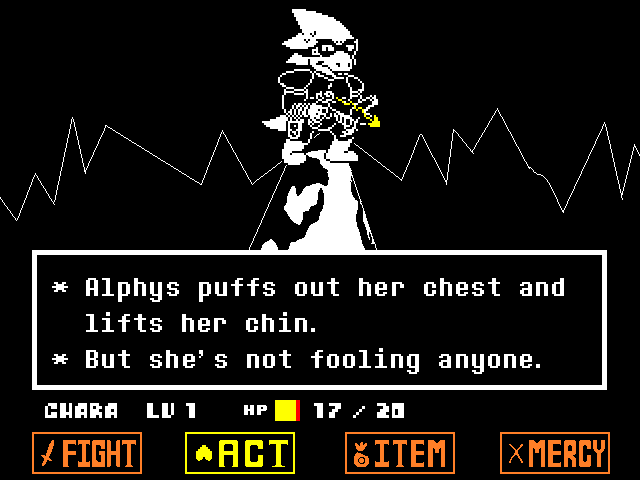 * Alphys puffs out her chest and
lifts her chin.
* But she's not fooling anyone.
CHARA LV 1 HP 17 / 20
FIGHT ACT ITEM MERCY